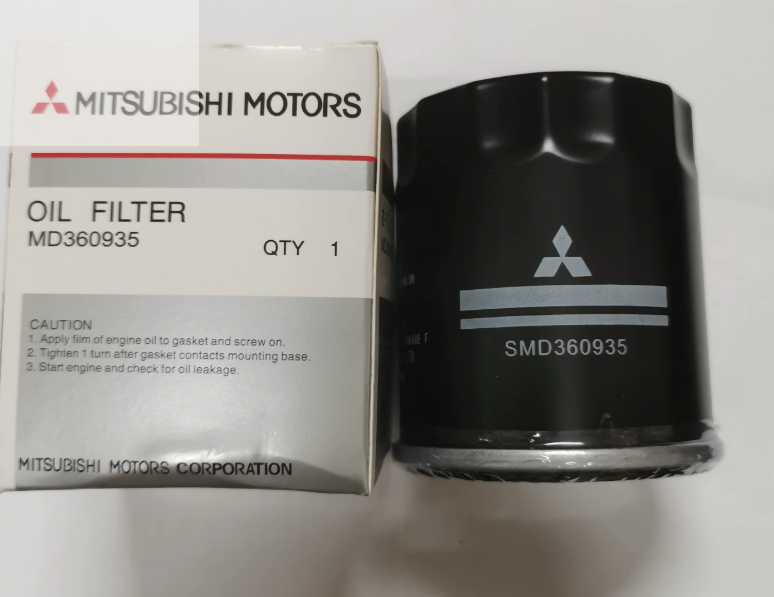 MITSUBISHI MOTORS
OIL FILTER
MD360935
QTY 1
CAUTION
1. Apply film of engine oil to gasket and screw on.
2. Tighten 1 turn after gasket contacts mounting base.
3. Start engine and check for oil leakage.
MITSUBISHI MOTORS CORPORATION
SMD360935